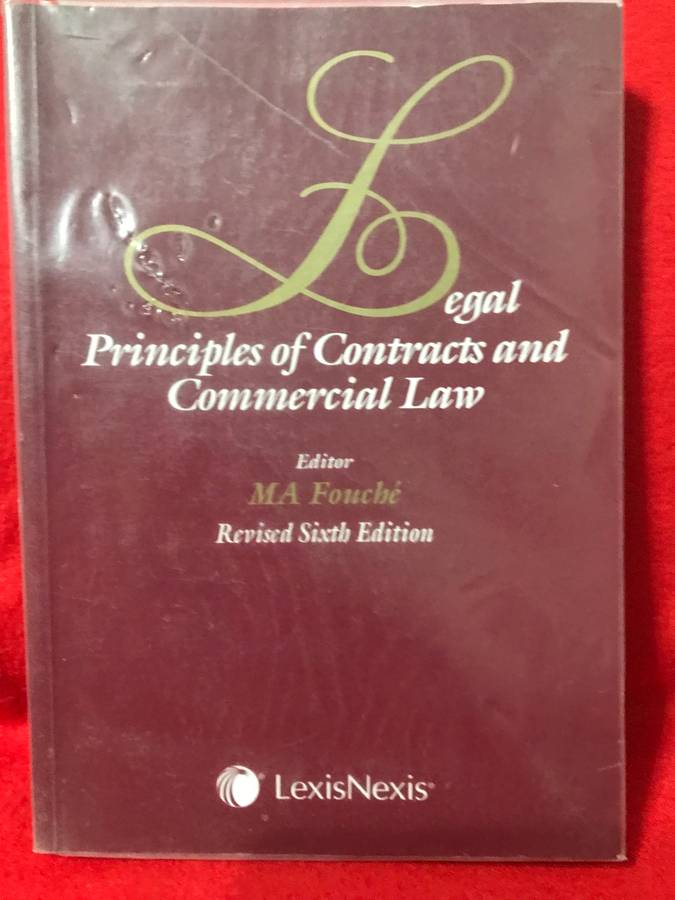 Legal
Principles of Contracts and
Commercial Law
Editor
MA Fouché
Revised Sixth Edition
LexisNexis®